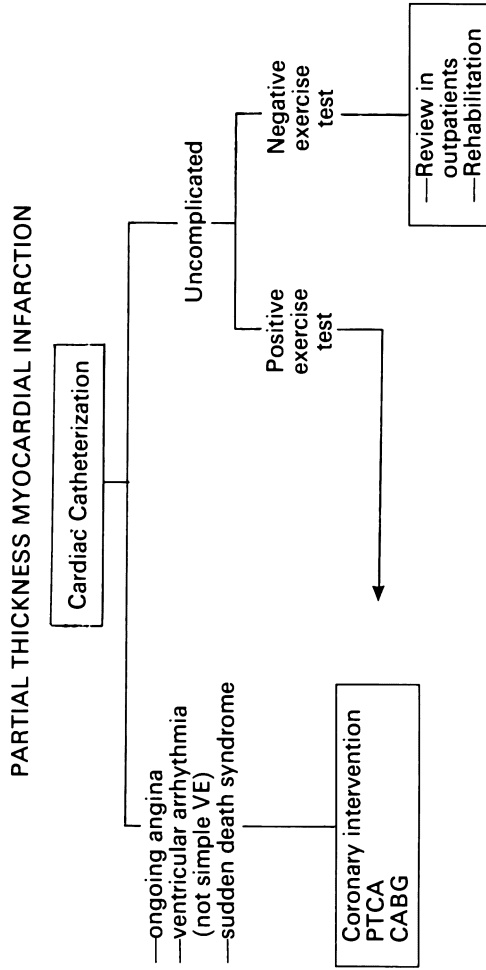 PARTIAL THICKNESS MYOCARDIAL INFARCTION
Cardiac Catheterization
—ongoing angina
—ventricular arrhythmia
(not simple VE)
—sudden death syndrome
Uncomplicated
Positive
exercise
test
Negative
exercise
test
Coronary intervention
PTCA
CABG
—Review in
outpatients
—Rehabilitation